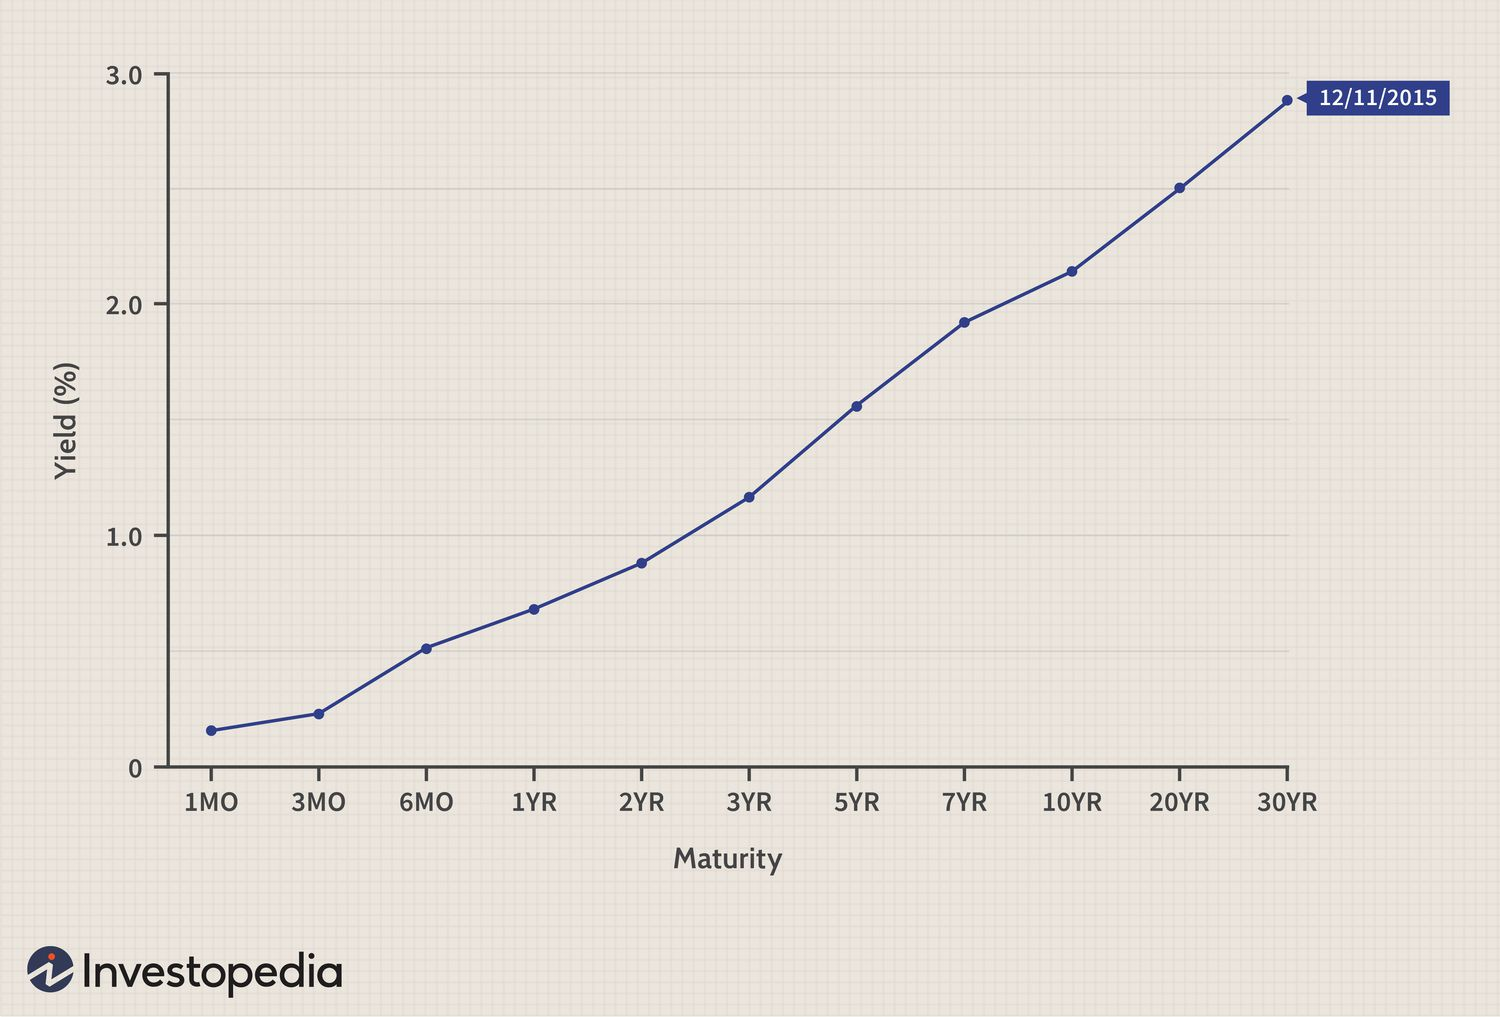 3.0
12/11/2015
2.0
Yield (%)
1.0
0
1MO 3MO 6MO 1YR 2YR 3YR 5YR 7YR 10YR 20YR 30YR
Maturity
Investopedia